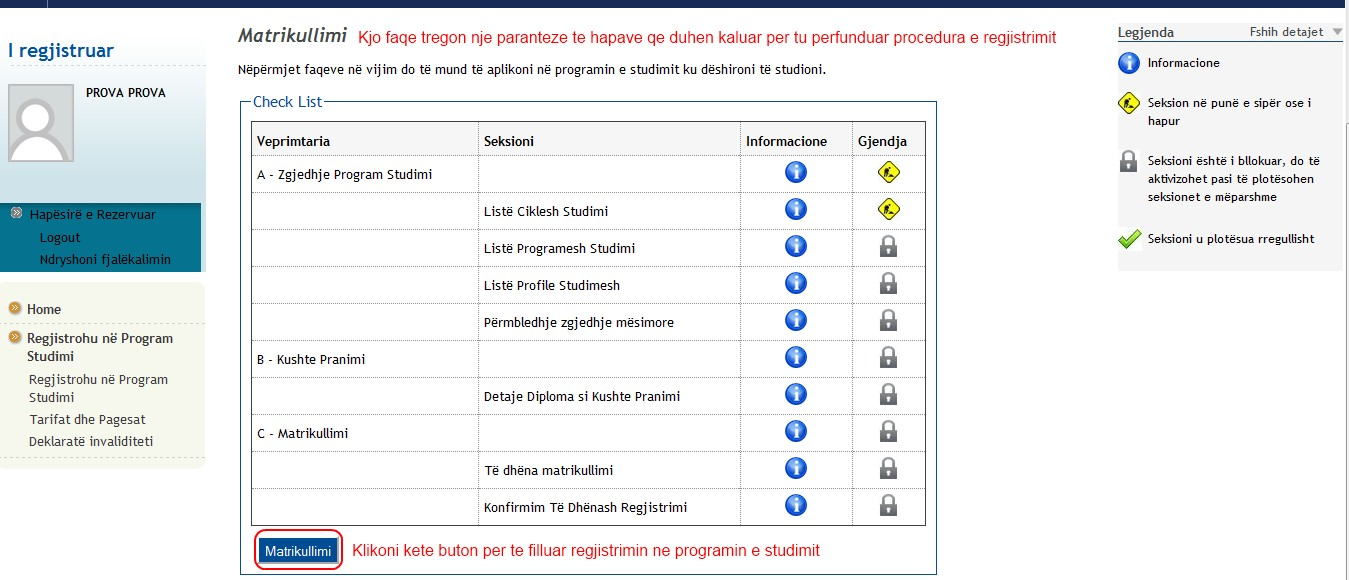 I regjistruar
PROVA PROVA
Hapësirë e Rezervuar
Logout
Ndryshoni fjalëkalimin
Home
Regjistrohu në Program
Studimi
Regjistrohu në Program
Studimi
Tarifat dhe Pagesat
Deklaratë invaliditeti
Matrikullimi Kjo faqe tregon nje paranteze te hapave qe duhen kaluar per tu perfunduar procedura e regjistrimit
Nëpërmjet faqeve në vijim do të mund të aplikoni në programin e studimit ku dëshironi të studioni.
Check List
Veprimtaria Seksioni Informacione Gjendja
A - Zgjedhje Program Studimi
Listë Ciklesh Studimi
Listë Programesh Studimi
Listë Profile Studimesh
Përmbledhje zgjedhje mësimore
B - Kushte Pranimi
Detaje Diploma si Kushte Pranimi
C - Matrikullimi
Të dhëna matrikullimi
Konfirmim Të Dhënash Regjistrimi
Matrikullimi Klikoni kete buton per te filluar regjistrimin ne programin e studimit
Legjenda Fshih detajet
Informacione
Seksion në punë e sipër ose i
hapur
Seksioni është i bllokuar, do të
aktivizohet pasi të plotësohen
seksionet e mëparshme
Seksioni u plotësua rregullisht